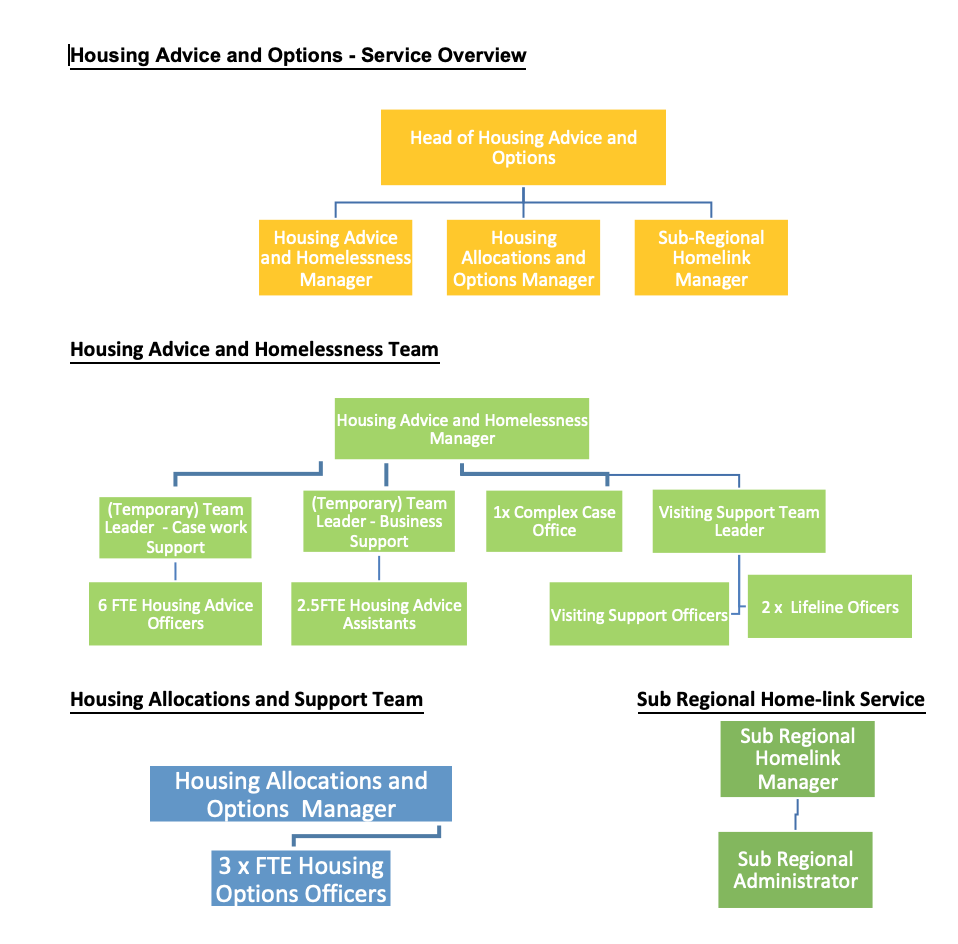 Housing Advice and Options - Service Overview
Head of Housing Advice and
Options
Housing Advice
and Homelessness
Manager
Housing
Allocations and
Options Manager
Sub-Regional
Homelink
Manager
Housing Advice and Homelessness Team
Housing Advice and Homelessness
Manager
(Temporary) Team
Leader - Case work
Support
(Temporary) Team
Leader - Business
Support
1x Complex Case
Office
Visiting Support Team
Leader
6 FTE Housing Advice
Officers
2.5FTE Housing Advice
Assistants
Visiting Support Officers
2 x Lifeline Oficers
Housing Allocations and Support Team
Housing Allocations and
Options Manager
3 x FTE Housing
Options Officers
Sub Regional Home-link Service
Sub Regional
Homelink
Manager
Sub Regional
Administrator